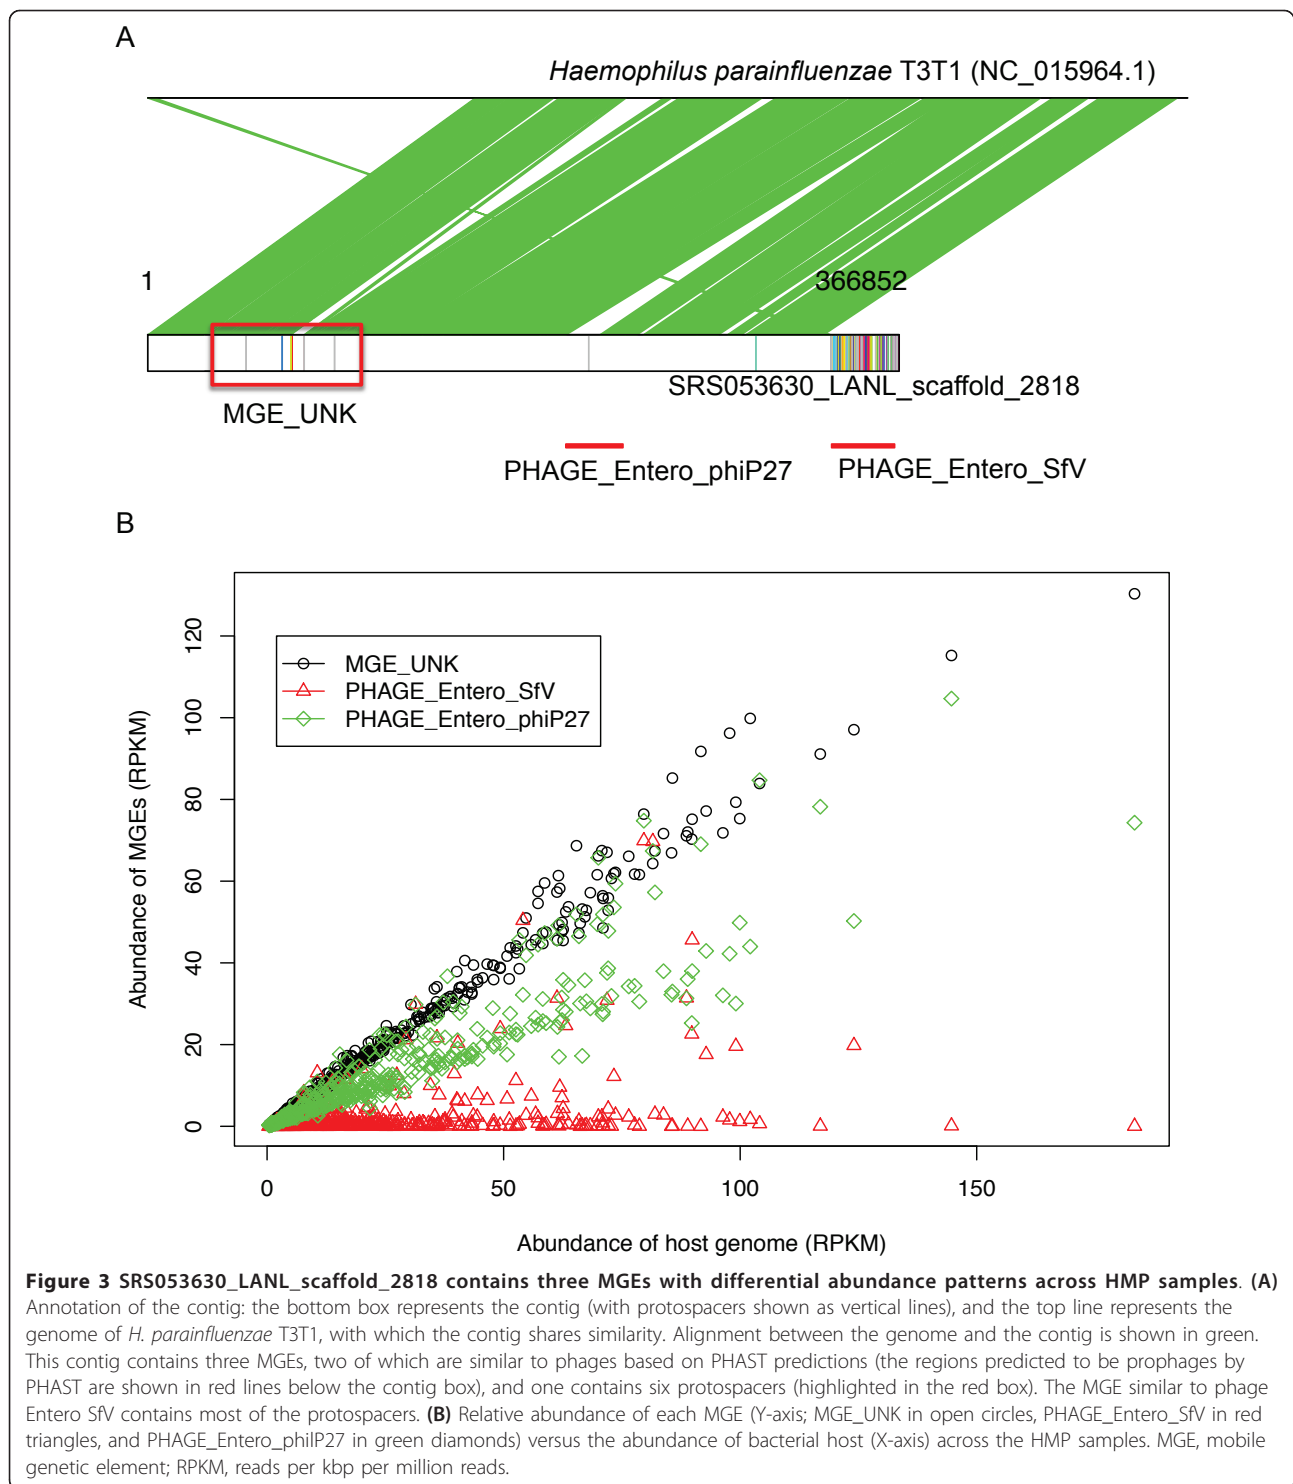 A
Haemophilus parainfluenzae T3T1 (NC_015964.1)
1
366852
SRS053630_LANL_scaffold_2818
MGE_UNK
PHAGE_Entero_phiP27
PHAGE_Entero_SfV
B
MGE_UNK
PHAGE_Entero_SfV
PHAGE_Entero_phiP27
Abundance of MGEs (RPKM)
0
20
40
60
80
100
120
0
50
100
150
Abundance of host genome (RPKM)
Figure 3 SRS053630_LANL_scaffold_2818 contains three MGEs with differential abundance patterns across HMP samples. (A)
Annotation of the contig: the bottom box represents the contig (with protospacers shown as vertical lines), and the top line represents the
genome of H. parainfluenzae T3T1, with which the contig shares similarity. Alignment between the genome and the contig is shown in green.
This contig contains three MGEs, two of which are similar to phages based on PHAST predictions (the regions predicted to be prophages by
PHAST are shown in red lines below the contig box), and one contains six protospacers (highlighted in the red box). The MGE similar to phage
Entero SfV contains most of the protospacers. (B) Relative abundance of each MGE (Y-axis; MGE_UNK in open circles, PHAGE_Entero_SfV in red
triangles, and PHAGE_Entero_philP27 in green diamonds) versus the abundance of bacterial host (X-axis) across the HMP samples. MGE, mobile
genetic element; RPKM, reads per kbp per million reads.